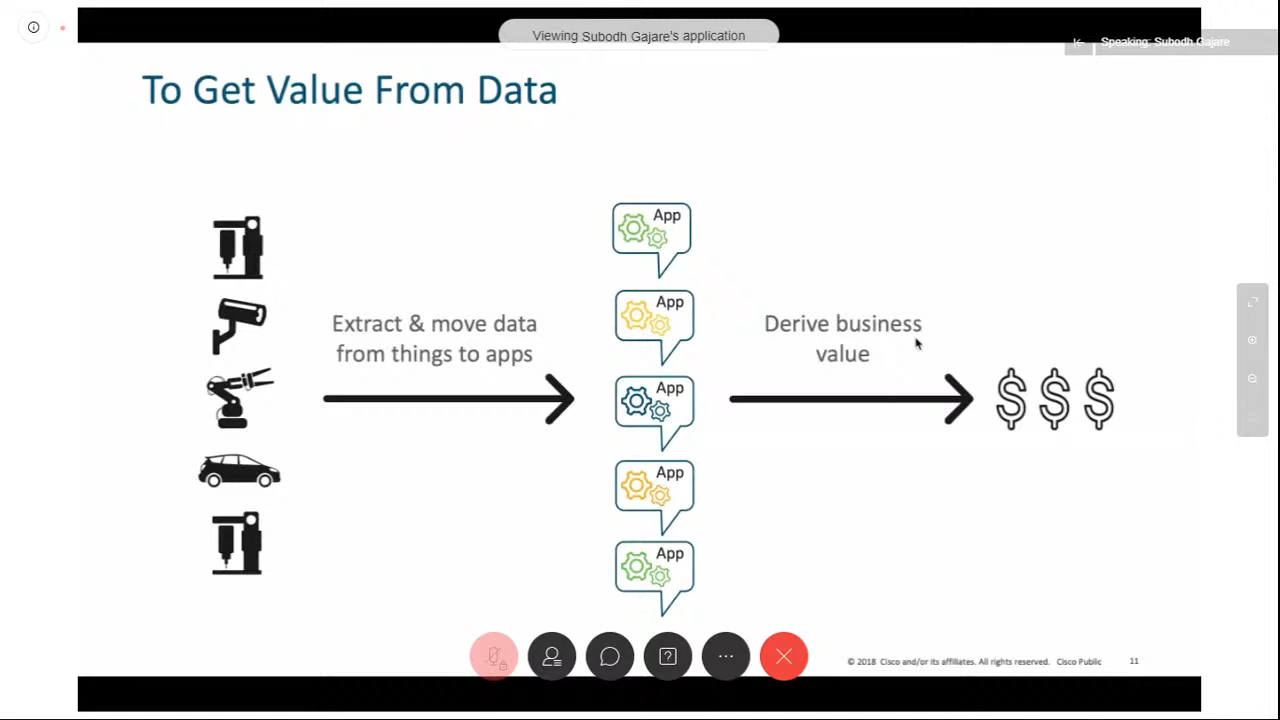 Viewing Subodh Gajare's application
Speaking: Subodh Gajare
To Get Value From Data
App
App
Extract & move data
from things to apps
Derive business
value
App
$ $ $
App
App
© 2018 Cisco and/or its affiliates. All rights reserved. Cisco Public
11